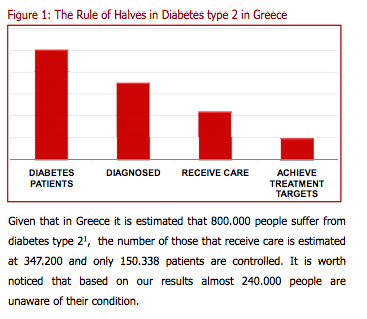 Figure 1: The Rule of Halves in Diabetes type 2 in Greece
DIABETES PATIENTS
DIAGNOSED
RECEIVE CARE
ACHIEVE TREATMENT TARGETS
Given that in Greece it is estimated that 800.000 people suffer from
diabetes type 2¹, the number of those that receive care is estimated
at 347.200 and only 150.338 patients are controlled. It is worth
noticed that based on our results almost 240.000 people are
unaware of their condition.